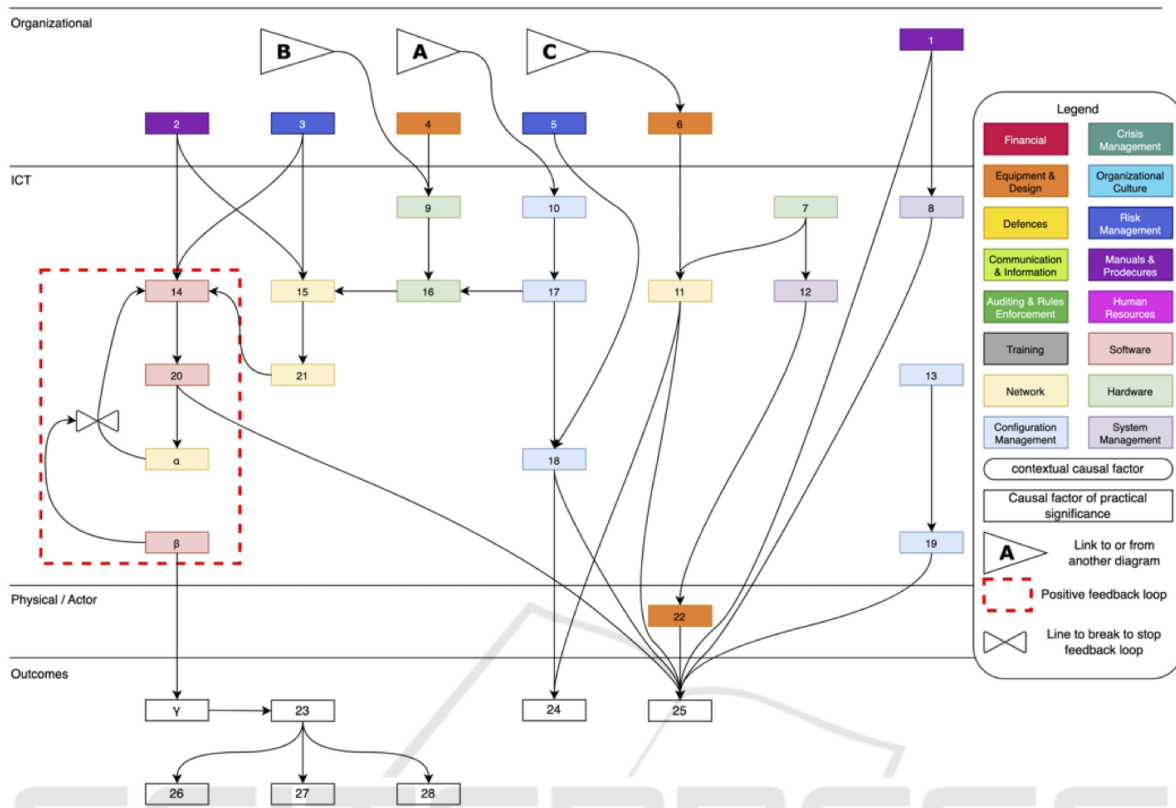 Organizational
B
A
C
1
2
3
4
5
6
Legend
Financial
Crisis
Management
Equipment &
Design
Organizational
Culture
Defences
Risk
Management
Communication
& Information
Manuals &
Prodecures
Auditing & Rules
Enforcement
Human
Resources
Training
Software
Network
Hardware
Configuration
Management
System
Management
contextual causal factor
Causal factor of practical
significance
A
Link to or from
another diagram
Positive feedback loop
Line to break to stop
feedback loop
ICT
9
10
7
8
14
15
16
17
11
12
20
21
13
α
18
β
19
Physical / Actor
22
Outcomes
γ
23
24
25
26
27
28